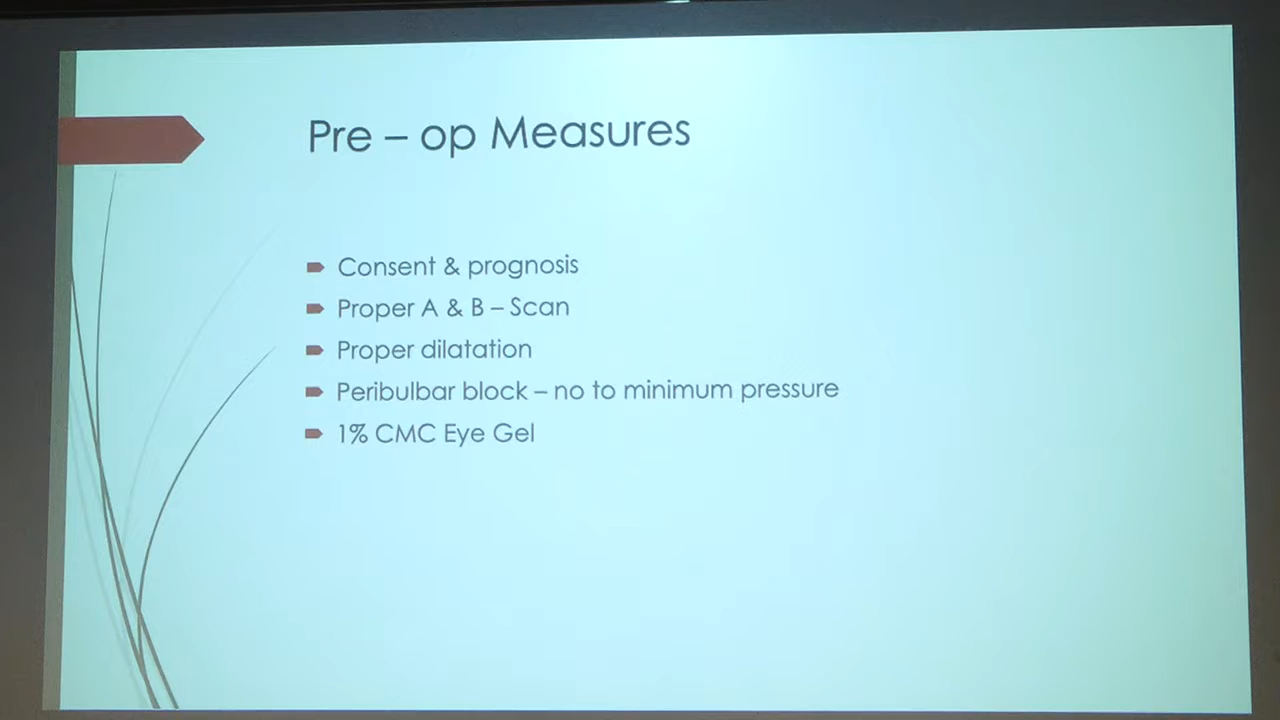 Pre – op Measures
Consent & prognosis
Proper A & B – Scan
Proper dilatation
Peribulbar block – no to minimum pressure
1% CMC Eye Gel